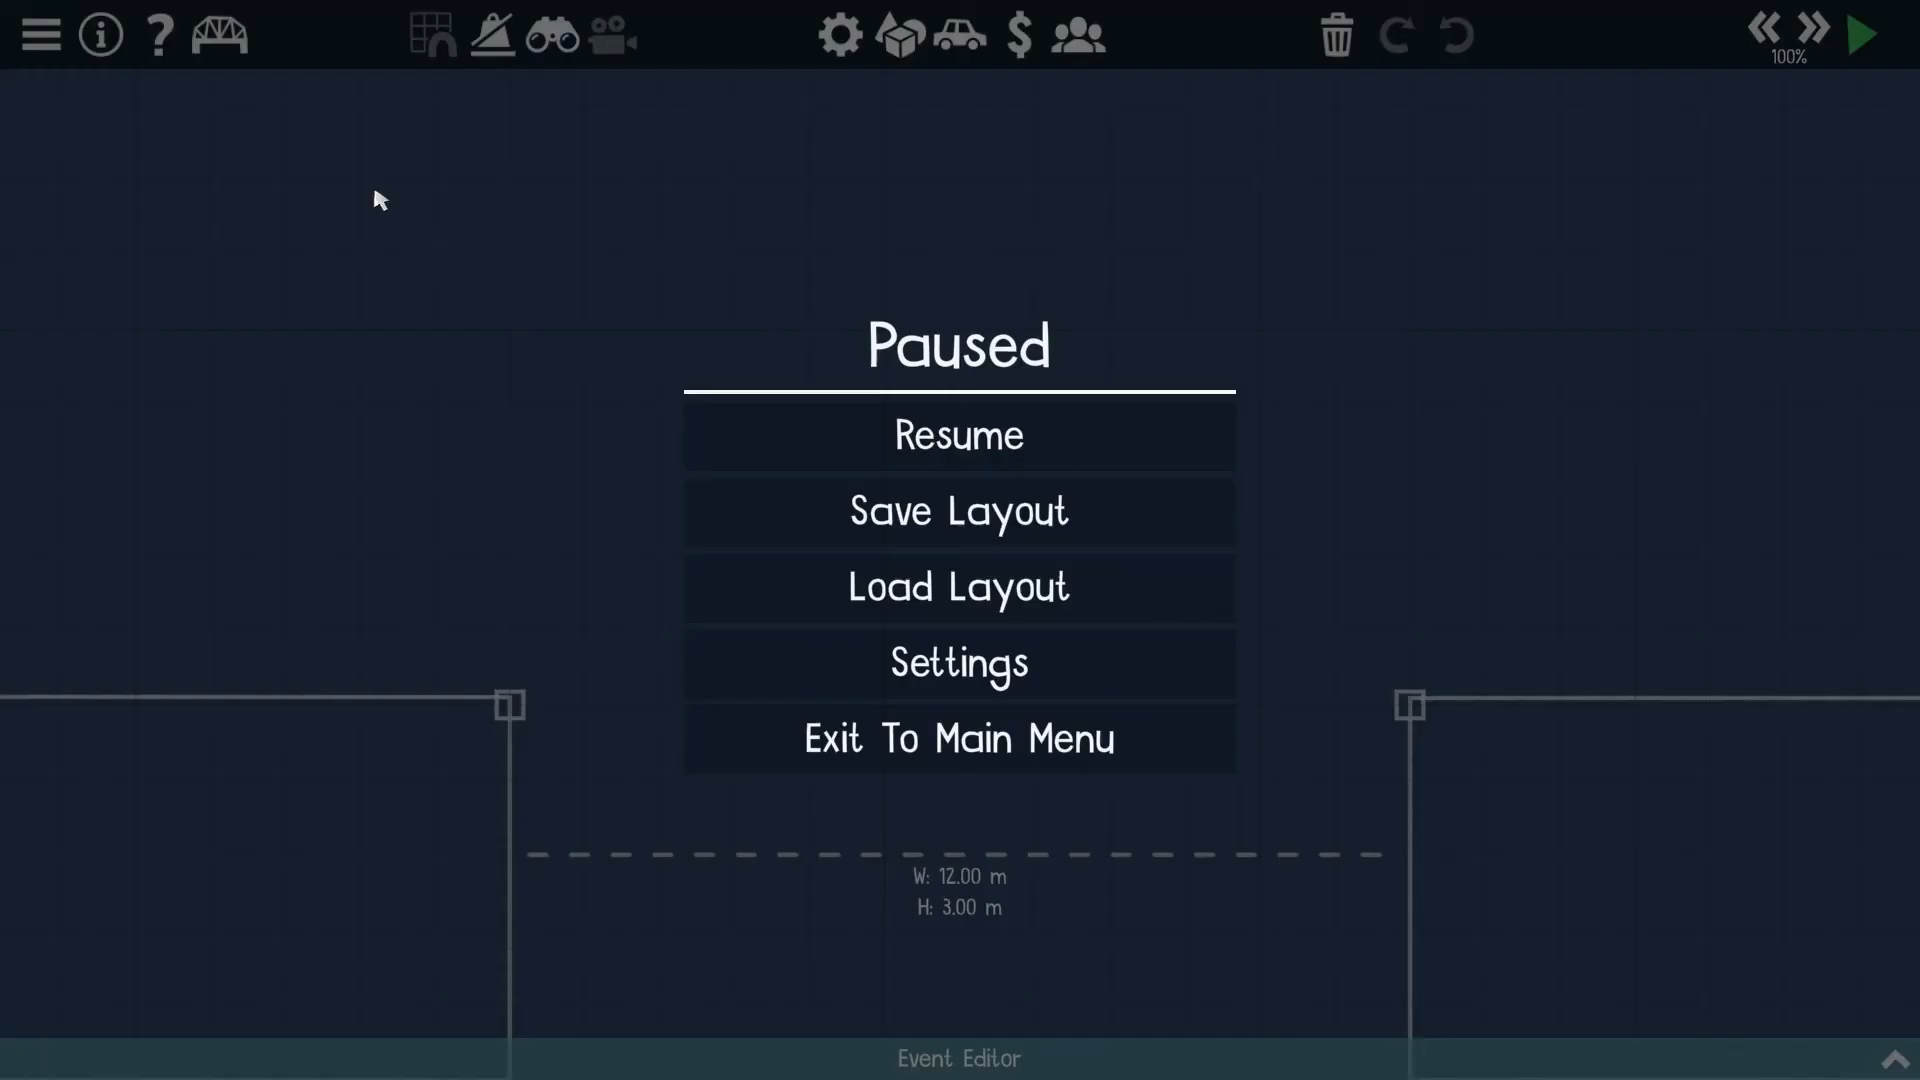 100%
Paused
Resume
Save Layout
Load Layout
Settings
Exit To Main Menu
W: 12.00 m
H: 3.00 m
Event Editor